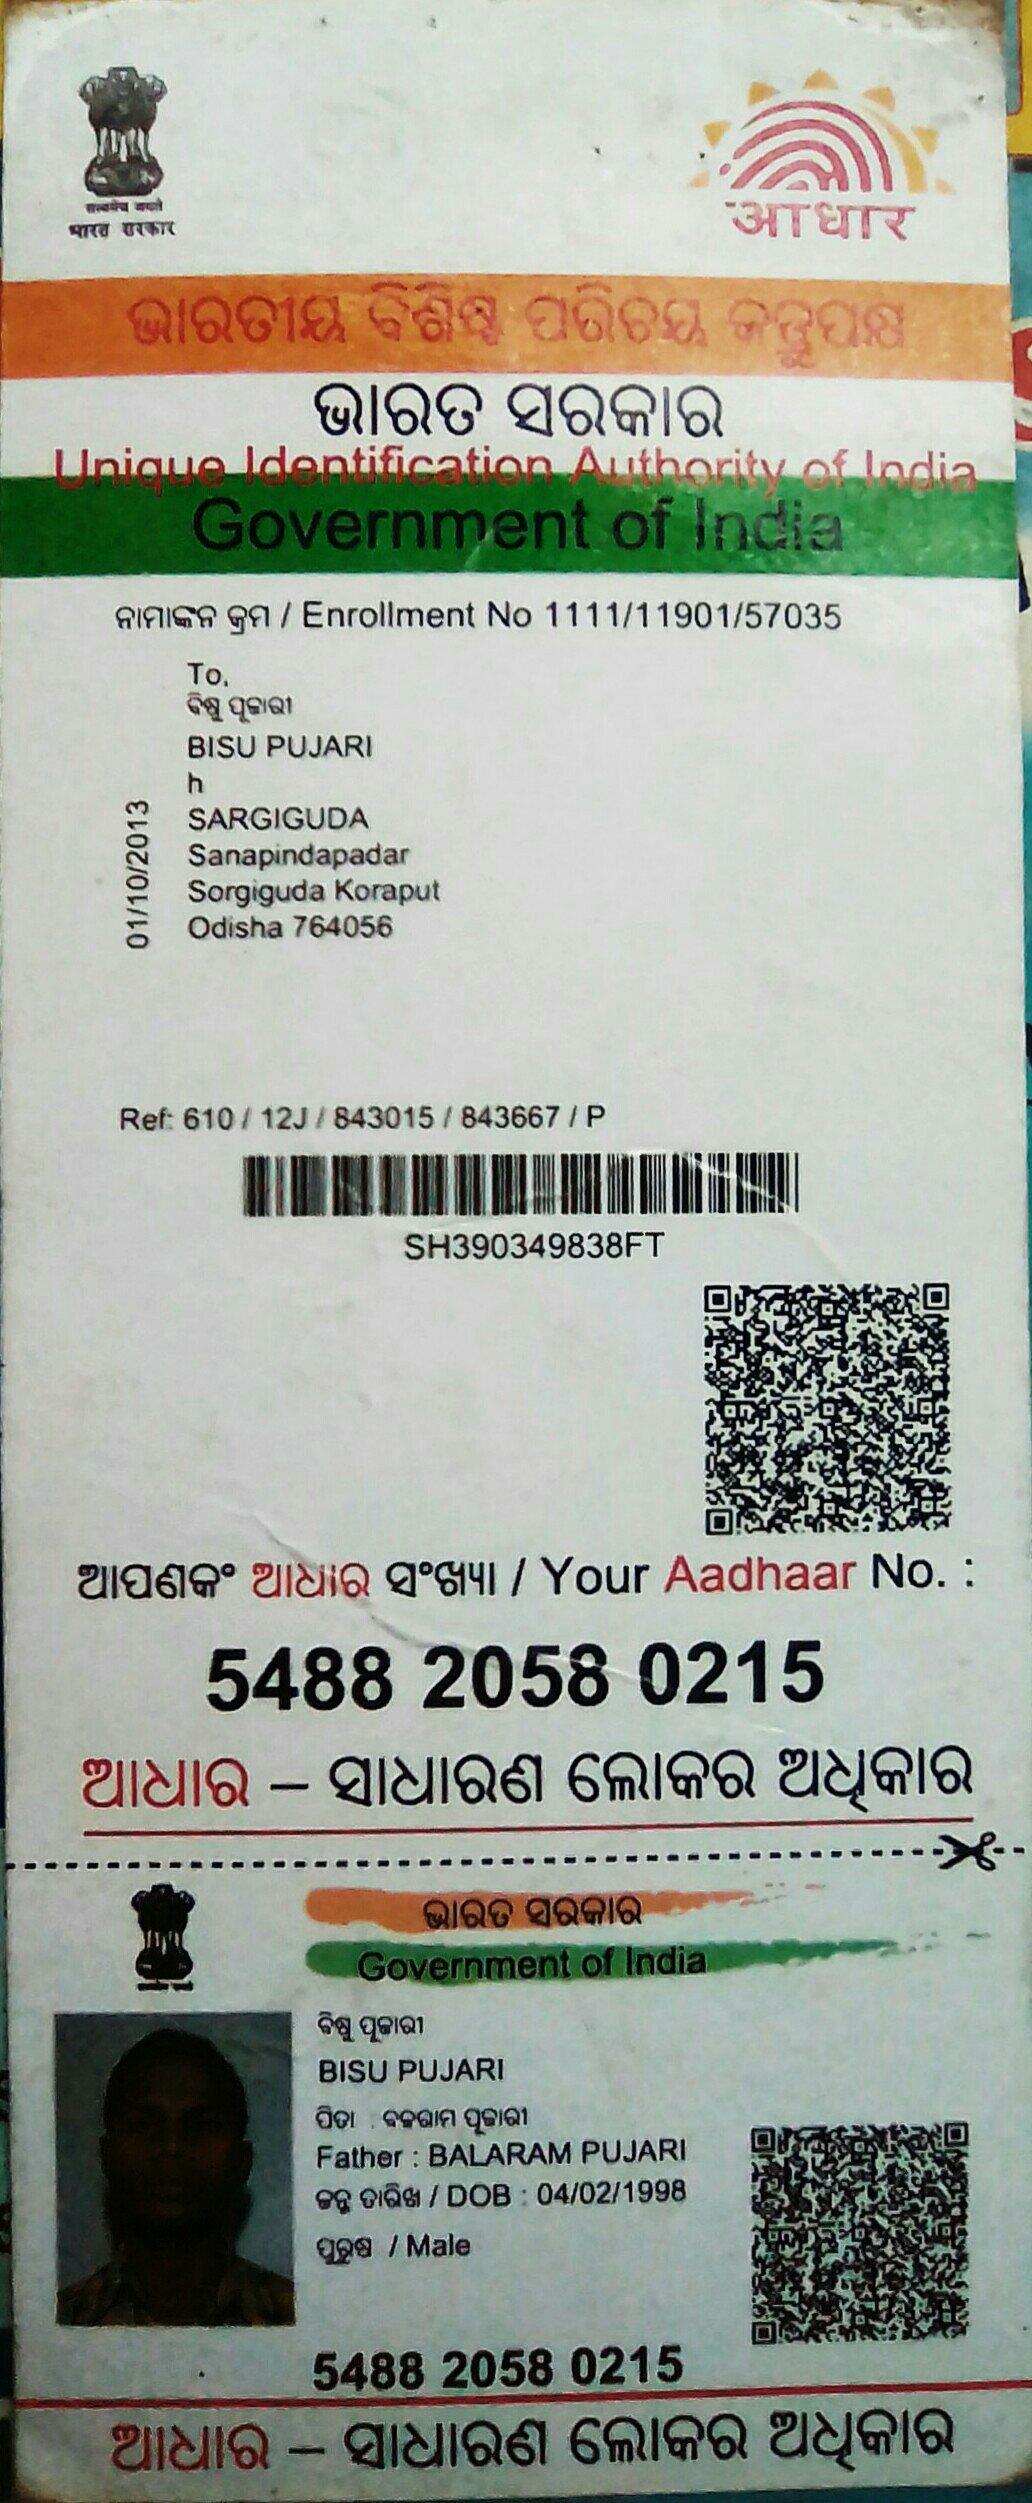 सत्यमेव जयते
भारत सरकार
आधार
ଭାରତୀୟ ବିଶିଷ୍ଟ ପରିଚୟ କର୍ତ୍ତୃପକ୍ଷ
ଭାରତ ସରକାର
Unique Identification Authority of India
Government of India
ନାମାଙ୍କନ କ୍ରମ / Enrollment No 1111/11901/57035
To,
ବିଷୁ ପୂଜାରୀ
BISU PUJARI
h
SARGIGUDA
Sanapindapadar
Sorgiguda Koraput
Odisha 764056
01/10/2013
Ref: 610 / 12J / 843015 / 843667 / P
SH390349838FT
ଆପଣଙ୍କ ଆଧାର ସଂଖ୍ୟା / Your Aadhaar No. :
5488 2058 0215
ଆଧାର – ସାଧାରଣ ଲୋକର ଅଧିକାର
ଭାରତ ସରକାର
Government of India
ବିଷୁ ପୂଜାରୀ
BISU PUJARI
ପିତା : ବଳରାମ ପୂଜାରୀ
Father : BALARAM PUJARI
ଜନ୍ମ ତାରିଖ / DOB : 04/02/1998
ପୁରୁଷ / Male
5488 2058 0215
ଆଧାର – ସାଧାରଣ ଲୋକର ଅଧିକାର